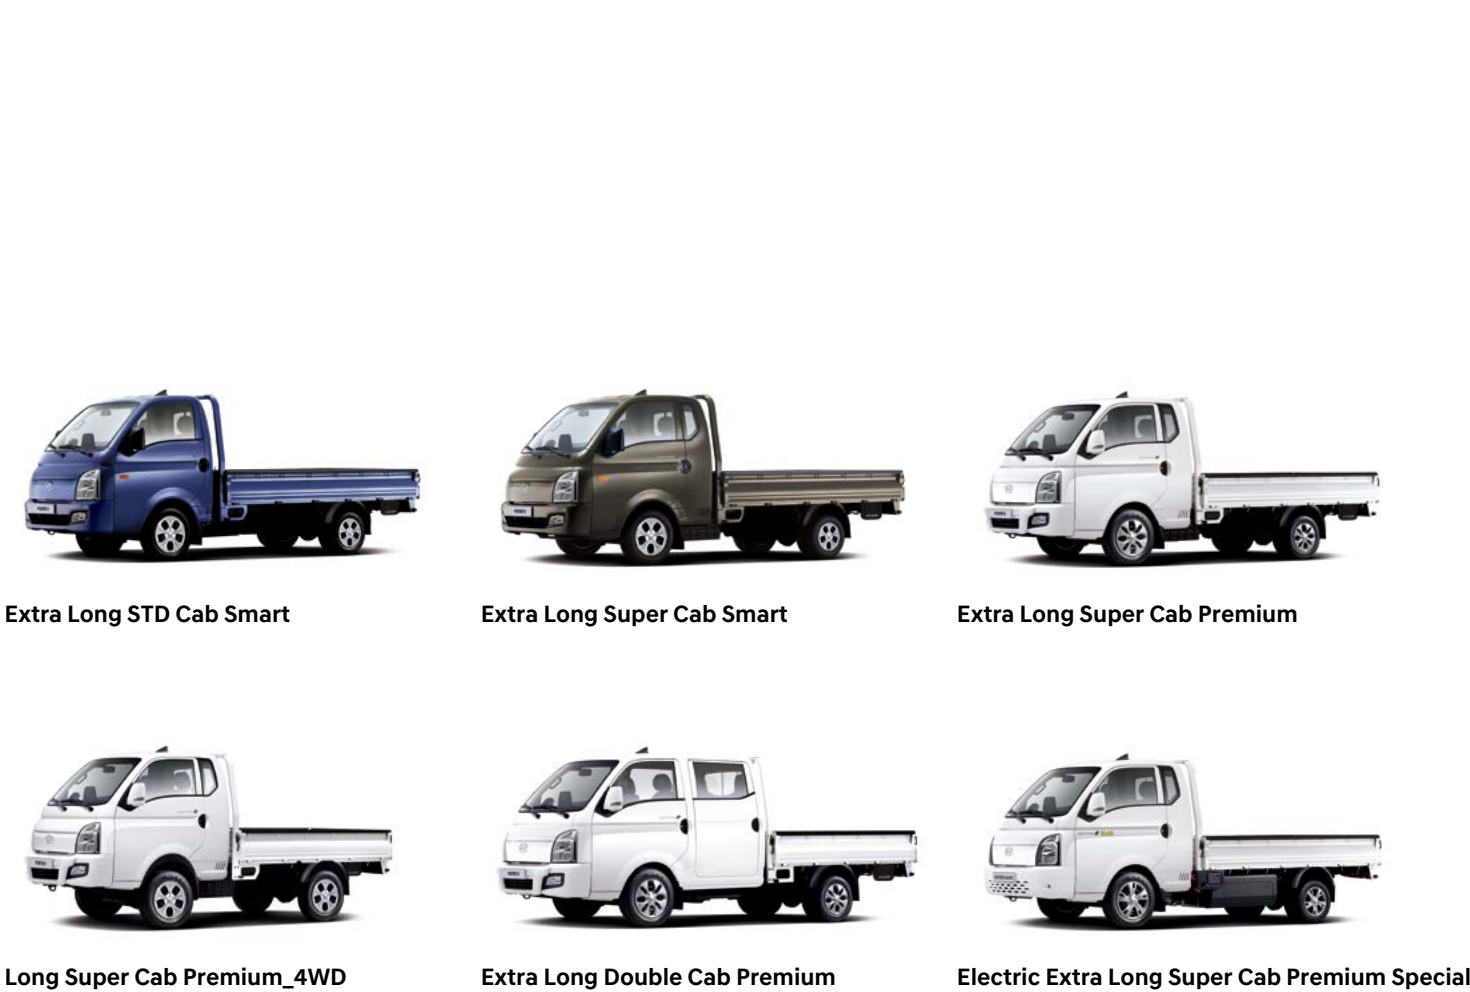 Extra Long STD Cab Smart
Extra Long Super Cab Smart
Extra Long Super Cab Premium
Long Super Cab Premium_4WD
Extra Long Double Cab Premium
Electric Extra Long Super Cab Premium Special